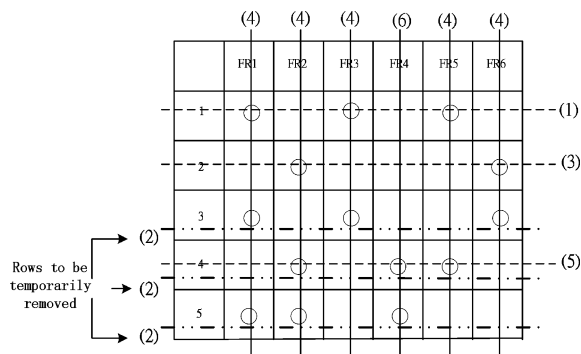 (4) (4) (4) (6) (4) (4)
FR1 FR2 FR3 FR4 FR5 FR6
1 (1)
2 (3)
3
(2)
4 (5)
Rows to be
temporarily
removed
(2)
5
(2)